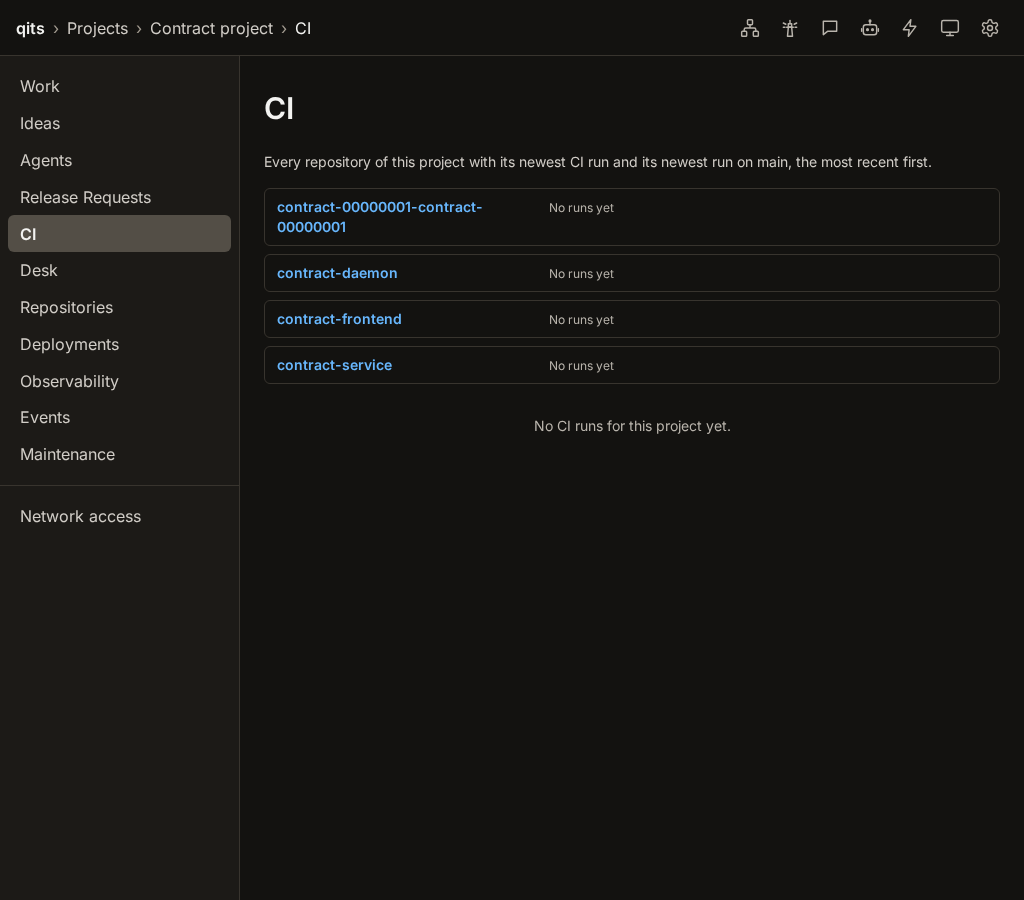 qits › Projects › Contract project › CI
Work
Ideas
Agents
Release Requests
CI
Desk
Repositories
Deployments
Observability
Events
Maintenance
Network access
CI
Every repository of this project with its newest CI run and its newest run on main, the most recent first.
contract-00000001-contract-
00000001
No runs yet
contract-daemon
No runs yet
contract-frontend
No runs yet
contract-service
No runs yet
No CI runs for this project yet.